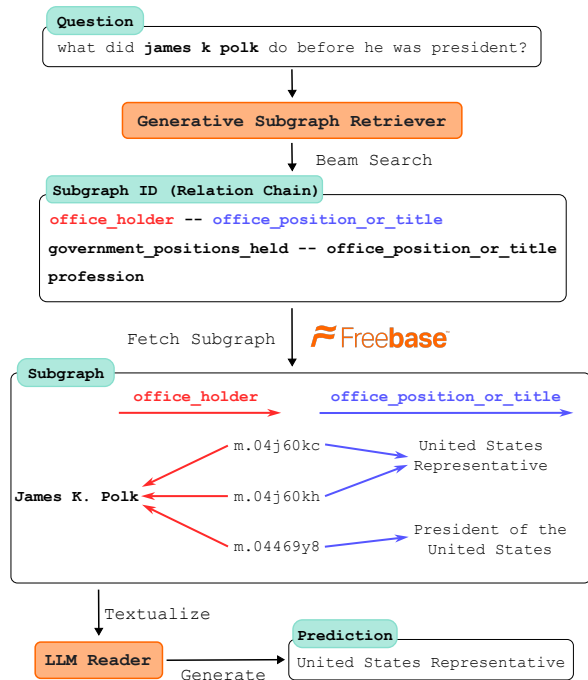 Question
what did james k polk do before he was president?
Generative Subgraph Retriever
Beam Search
Subgraph ID (Relation Chain)
office_holder -- office_position_or_title
government_positions_held -- office_position_or_title
profession
Fetch Subgraph
Freebase™
Subgraph
office_holder
office_position_or_title
m.04j60kc
United States
Representative
James K. Polk
m.04j60kh
m.04469y8
President of the
United States
Textualize
LLM Reader
Generate
Prediction
United States Representative